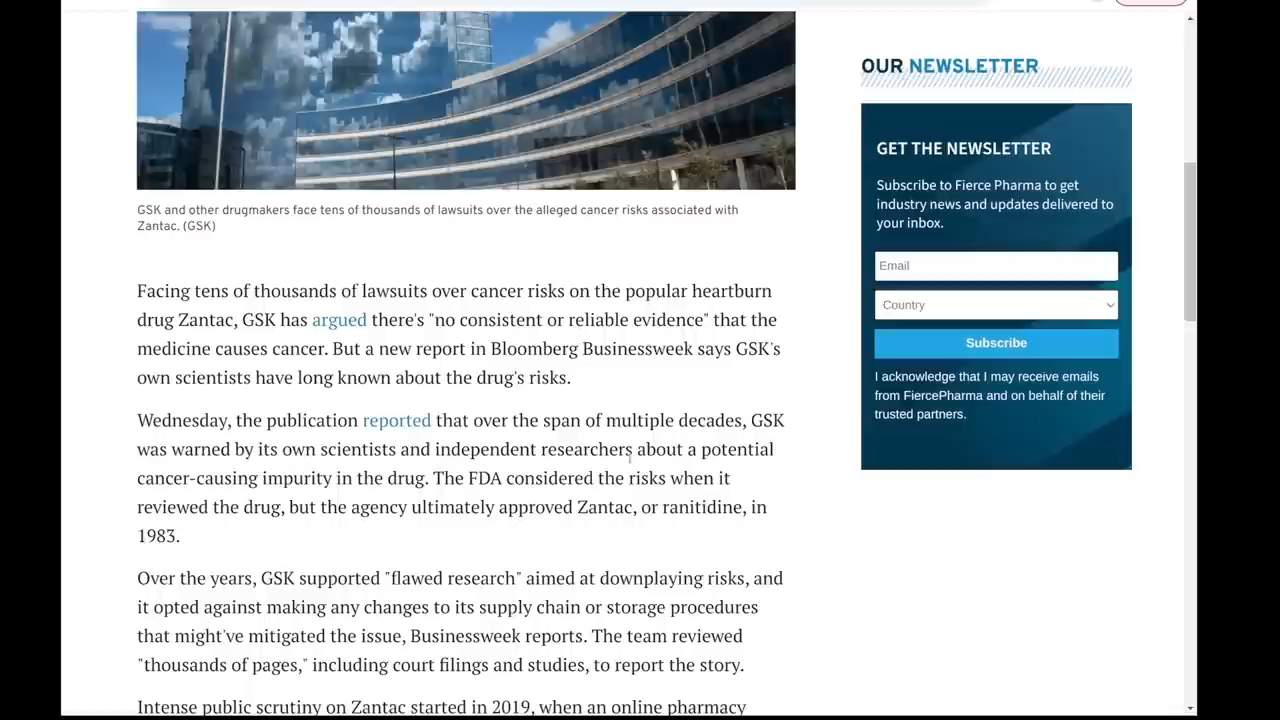 GSK and other drugmakers face tens of thousands of lawsuits over the alleged cancer risks associated with
Zantac. (GSK)
Facing tens of thousands of lawsuits over cancer risks on the popular heartburn
drug Zantac, GSK has argued there's "no consistent or reliable evidence" that the
medicine causes cancer. But a new report in Bloomberg Businessweek says GSK's
own scientists have long known about the drug's risks.
Wednesday, the publication reported that over the span of multiple decades, GSK
was warned by its own scientists and independent researchers about a potential
cancer-causing impurity in the drug. The FDA considered the risks when it
reviewed the drug, but the agency ultimately approved Zantac, or ranitidine, in
1983.
Over the years, GSK supported "flawed research" aimed at downplaying risks, and
it opted against making any changes to its supply chain or storage procedures
that might've mitigated the issue, Businessweek reports. The team reviewed
"thousands of pages," including court filings and studies, to report the story.
Intense public scrutiny on Zantac started in 2019, when an online pharmacy
OUR NEWSLETTER
GET THE NEWSLETTER
Subscribe to Fierce Pharma to get
industry news and updates delivered to
your inbox.
Email
Country
Subscribe
I acknowledge that I may receive emails
from FiercePharma and on behalf of their
trusted partners.